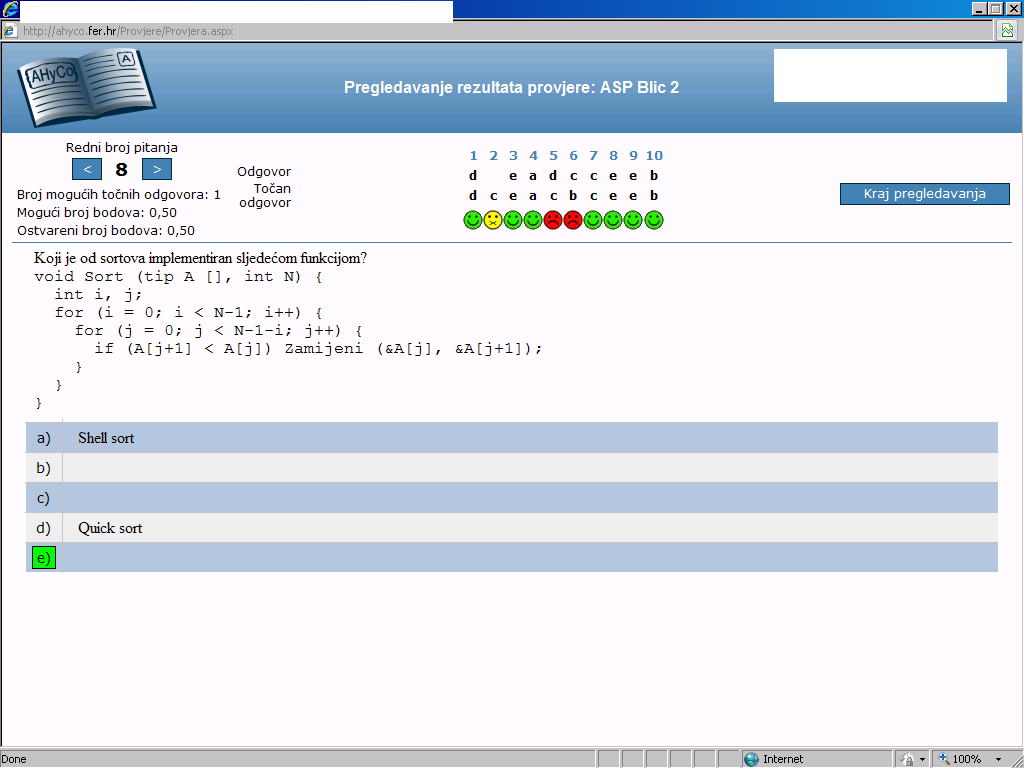 http://ahyco.fer.hr/Provjere/Provjera.aspx
AHyCo
A
Pregledavanje rezultata provjere: ASP Blic 2
Redni broj pitanja
< 8 >
Broj mogućih točnih odgovora: 1
Mogući broj bodova: 0,50
Ostvareni broj bodova: 0,50
1 2 3 4 5 6 7 8 9 10
Odgovor d e a d c c e e b
Točan odgovor d c e a c b c e e b
Kraj pregledavanja
Koji je od sortova implementiran sljedećom funkcijom?
void Sort (tip A [], int N) {
int i, j;
for (i = 0; i < N-1; i++) {
for (j = 0; j < N-1-i; j++) {
if (A[j+1] < A[j]) Zamijeni (&A[j], &A[j+1]);
}
}
}
a) Shell sort
b)
c)
d) Quick sort
e)
Done Internet 100%